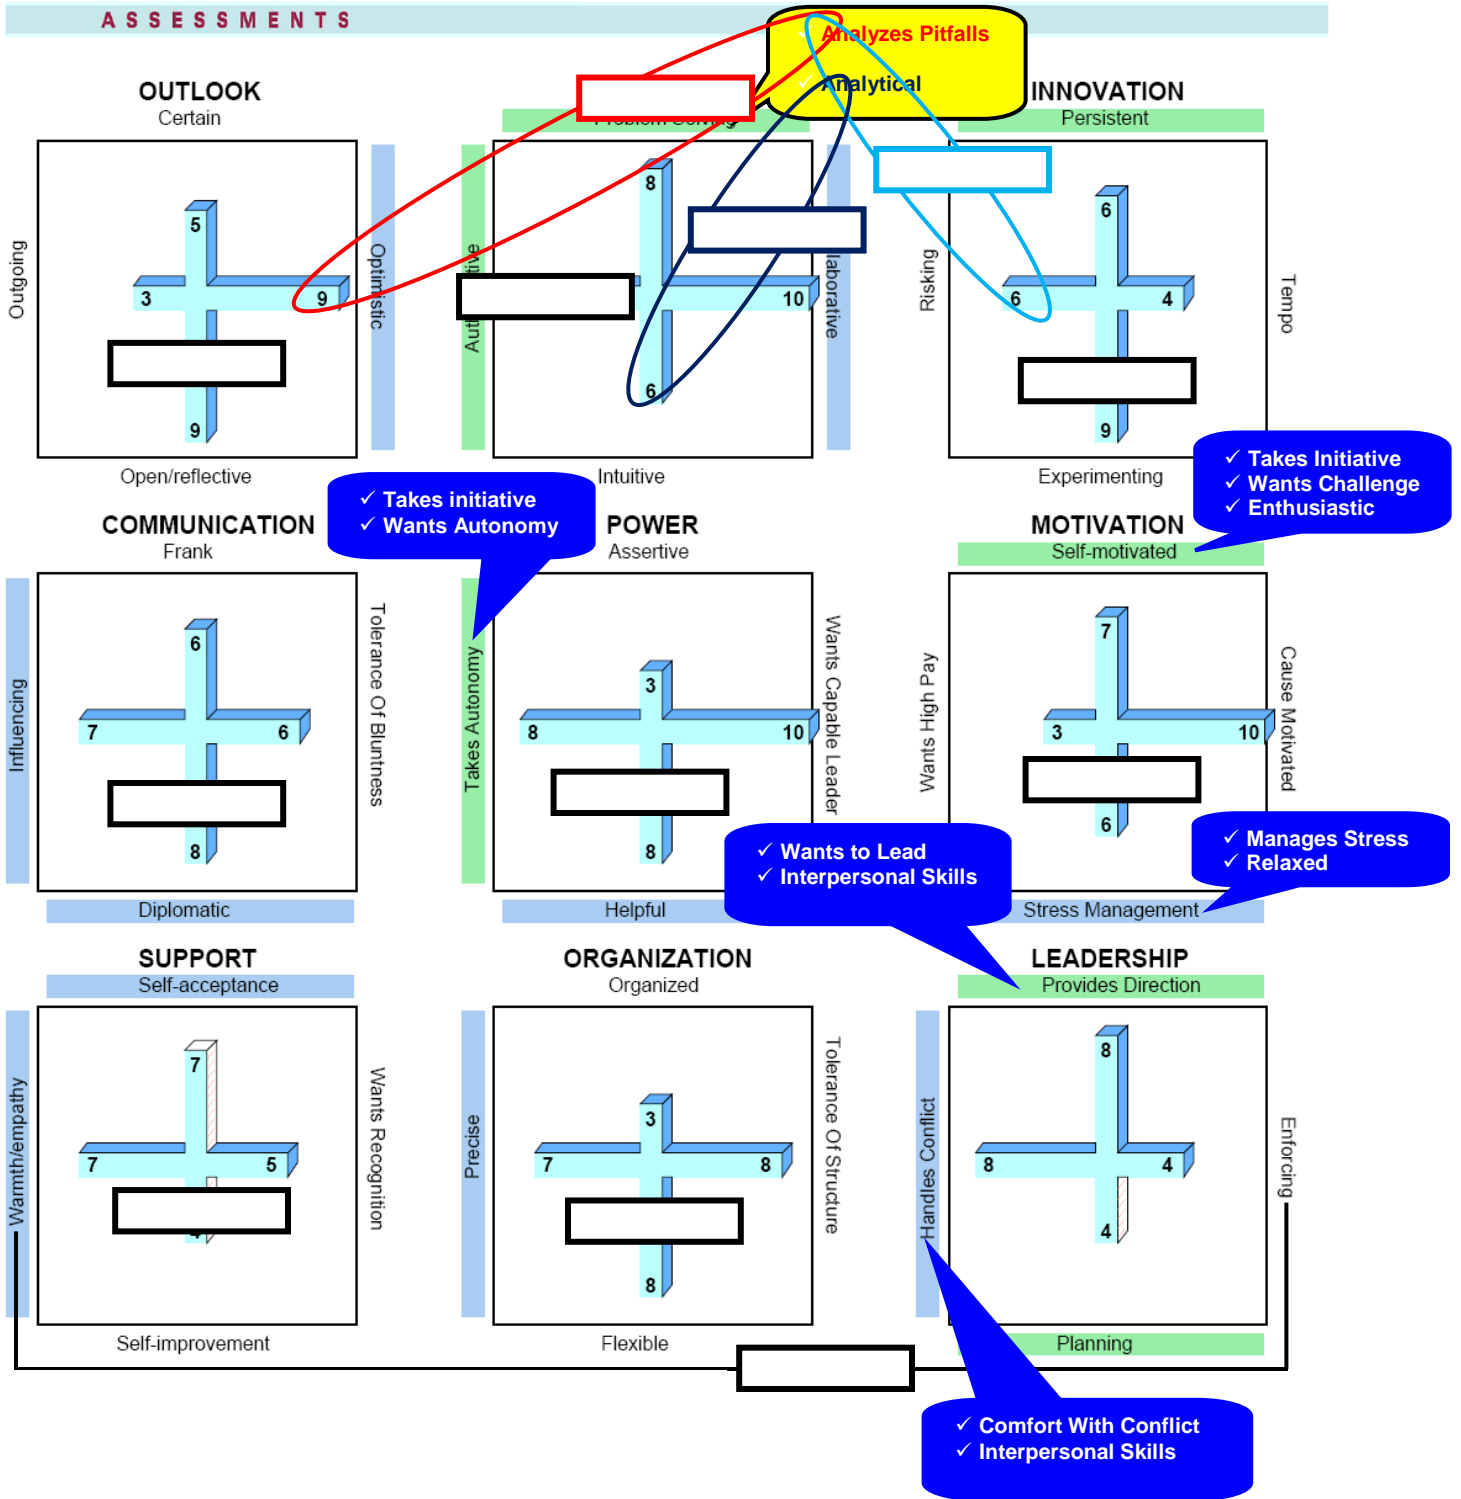 ASSESSMENTS
✓ Analyzes Pitfalls
✓ Analytical
OUTLOOK
Certain
Outgoing
Optimistic
Open/reflective
5
3
9
9
Problem Solving
8
10
6
Intuitive
INNOVATION
Persistent
Risking
Tempo
Experimenting
6
6
4
9
✓ Takes Initiative
✓ Wants Challenge
✓ Enthusiastic
✓ Takes initiative
✓ Wants Autonomy
COMMUNICATION
Frank
Influencing
Tolerance Of Bluntness
Diplomatic
6
7
6
8
POWER
Assertive
Takes Autonomy
Wants Capable Leader
Helpful
3
8
10
8
MOTIVATION
Self-motivated
Wants High Pay
Cause Motivated
Stress Management
7
3
10
6
✓ Wants to Lead
✓ Interpersonal Skills
✓ Manages Stress
✓ Relaxed
SUPPORT
Self-acceptance
Warmth/empathy
Wants Recognition
Self-improvement
7
7
5
ORGANIZATION
Organized
Precise
Tolerance Of Structure
Flexible
3
7
8
8
LEADERSHIP
Provides Direction
Handles Conflict
Enforcing
Planning
8
8
4
4
✓ Comfort With Conflict
✓ Interpersonal Skills